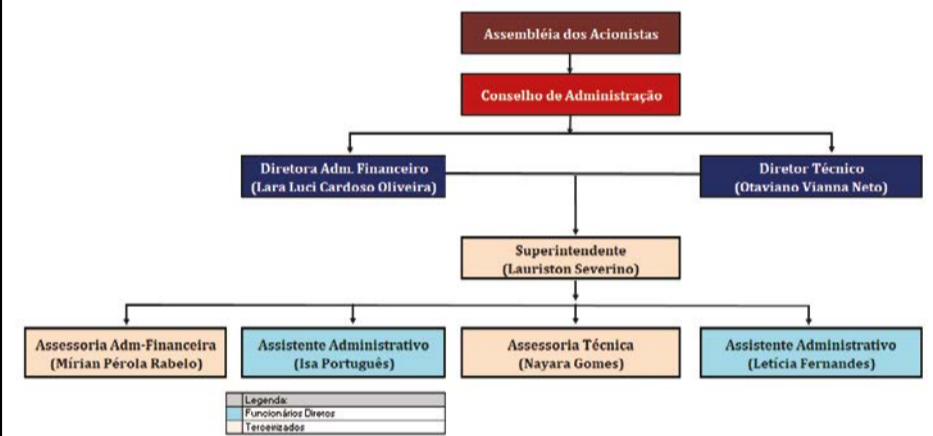 Assembléia dos Acionistas
Conselho de Administração
Diretora Adm. Financeiro
(Lara Luci Cardoso Oliveira)
Diretor Técnico
(Otaviano Vianna Neto)
Superintendente
(Lauriston Severino)
Assessoria Adm-Financeira
(Mírian Pérola Rabelo)
Assistente Administrativo
(Isa Português)
Assessoria Técnica
(Nayara Gomes)
Assistente Administrativo
(Letícia Fernandes)
Legenda:
Funcionários Diretos
Terceirizados